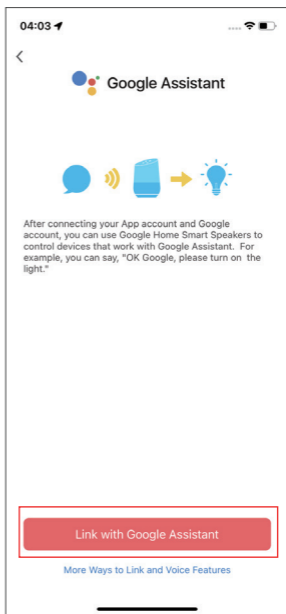 04:03
Google Assistant
After connecting your App account and Google
account, you can use Google Home Smart Speakers to
control devices that work with Google Assistant. For
example, you can say, "OK Google, please turn on the
light."
Link with Google Assistant
More Ways to Link and Voice Features